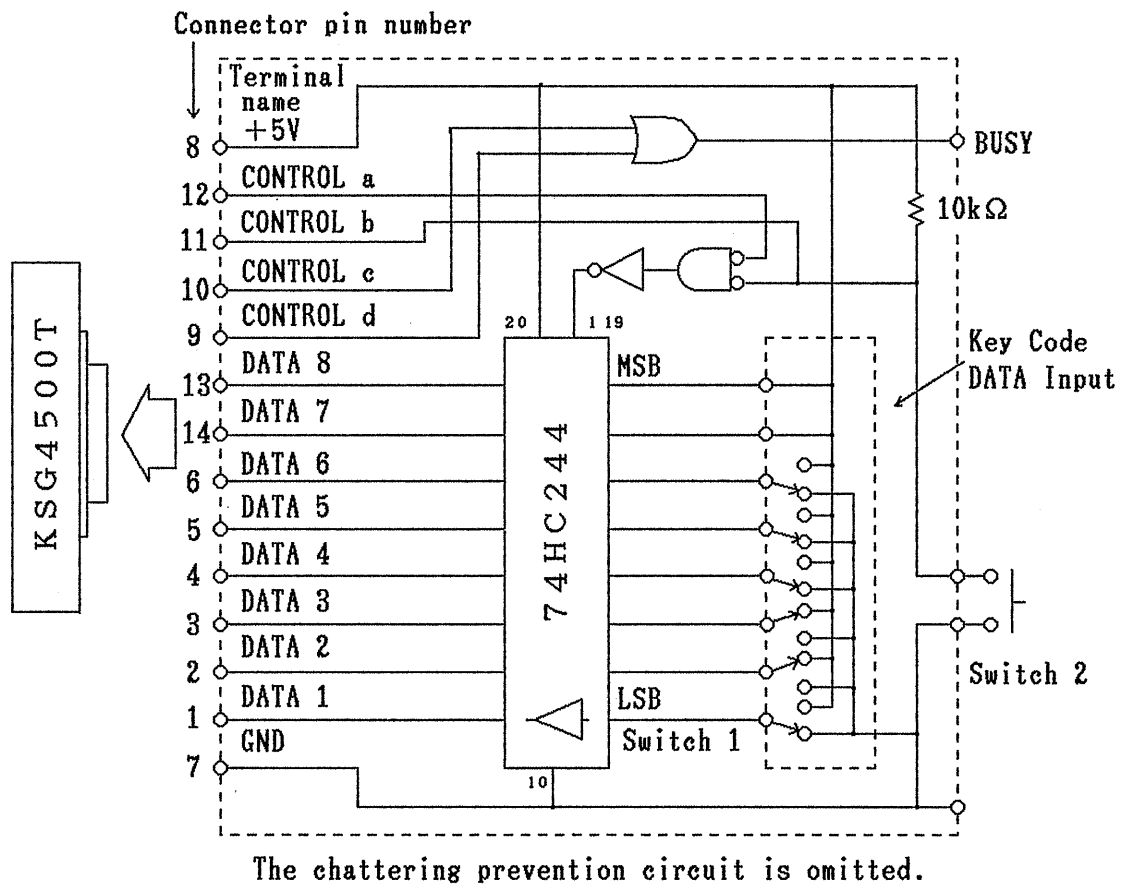 Connector pin number
Terminal
name
+5V
8
BUSY
CONTROL a
12
10kΩ
CONTROL b
11
CONTROL c
10
CONTROL d
9
20
1 19
KSG4500T
DATA 8
13
MSB
Key Code
DATA Input
DATA 7
14
DATA 6
6
DATA 5
5
74HC244
DATA 4
4
DATA 3
3
DATA 2
2
Switch 2
DATA 1
1
LSB
Switch 1
GND
7
10
The chattering prevention circuit is omitted.